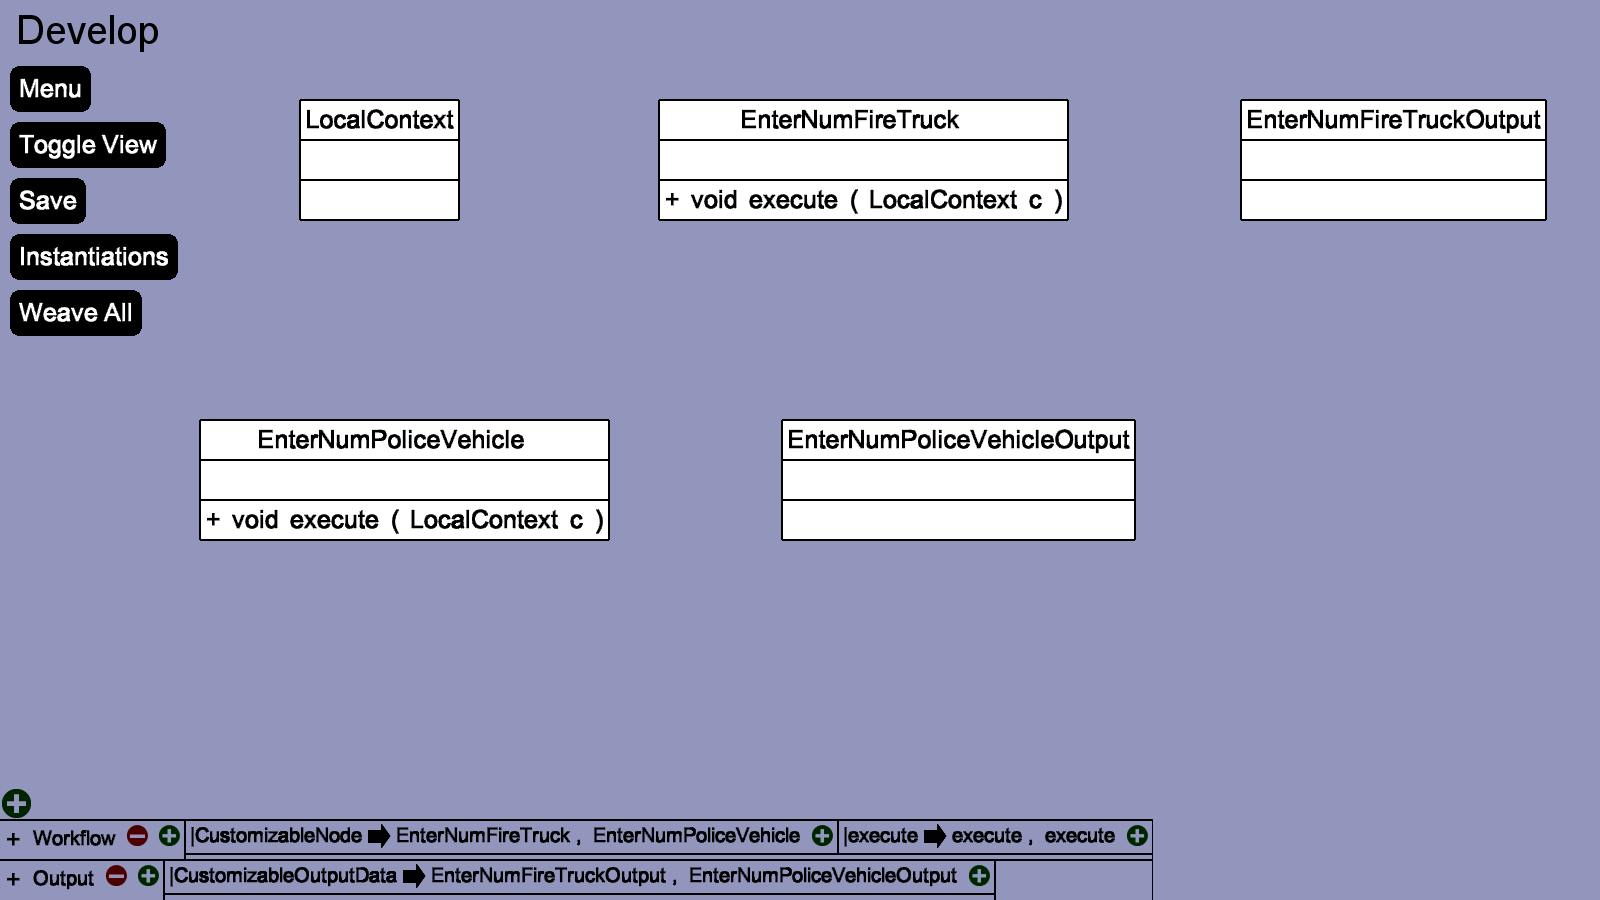 Develop
Menu
Toggle View
Save
Instantiations
Weave All
LocalContext
EnterNumFireTruck
+ void execute ( LocalContext c )
EnterNumFireTruckOutput
EnterNumPoliceVehicle
+ void execute ( LocalContext c )
EnterNumPoliceVehicleOutput
+ Workflow |CustomizableNode EnterNumFireTruck , EnterNumPoliceVehicle |execute execute , execute
+ Output |CustomizableOutputData EnterNumFireTruckOutput , EnterNumPoliceVehicleOutput